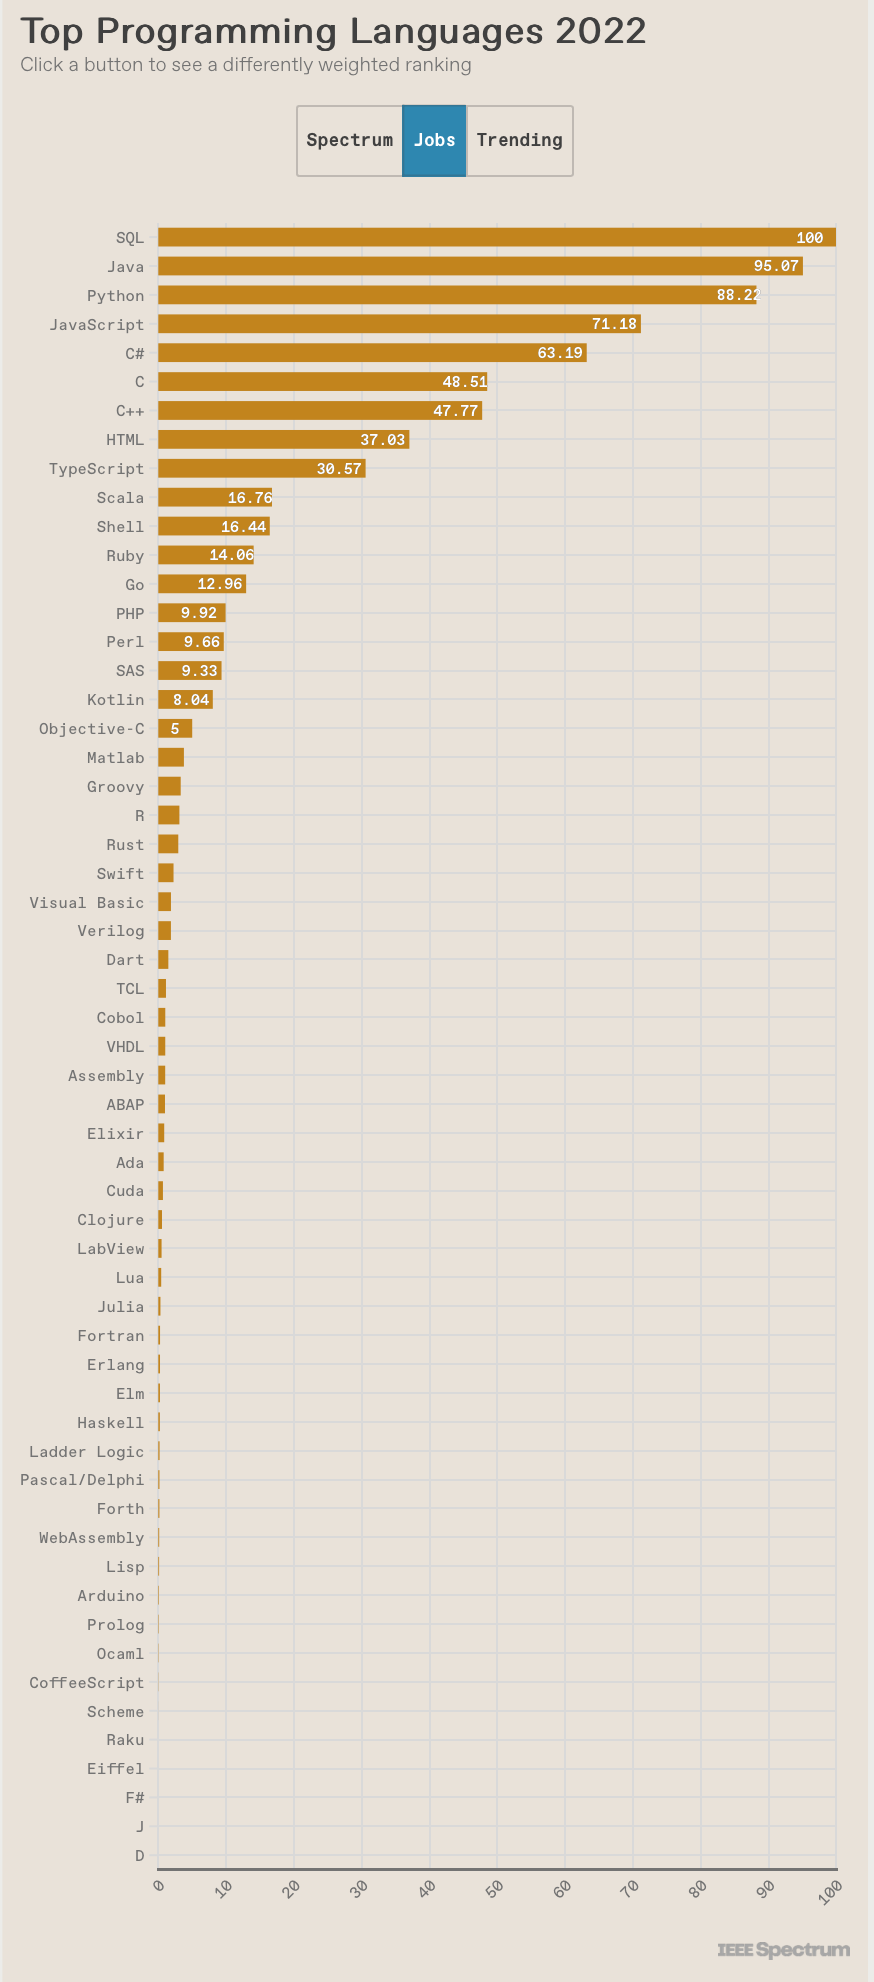 Top Programming Languages 2022
Click a button to see a differently weighted ranking
Spectrum Jobs Trending
SQL 100
Java 95.07
Python 88.22
JavaScript 71.18
C# 63.19
C 48.51
C++ 47.77
HTML 37.03
TypeScript 30.57
Scala 16.76
Shell 16.44
Ruby 14.06
Go 12.96
PHP 9.92
Perl 9.66
SAS 9.33
Kotlin 8.04
Objective-C 5
Matlab
Groovy
R
Rust
Swift
Visual Basic
Verilog
Dart
TCL
Cobol
VHDL
Assembly
ABAP
Elixir
Ada
Cuda
Clojure
LabView
Lua
Julia
Fortran
Erlang
Elm
Haskell
Ladder Logic
Pascal/Delphi
Forth
WebAssembly
Lisp
Arduino
Prolog
Ocaml
CoffeeScript
Scheme
Raku
Eiffel
F#
J
D
0 10 20 30 40 50 60 70 80 90 100
IEEE Spectrum